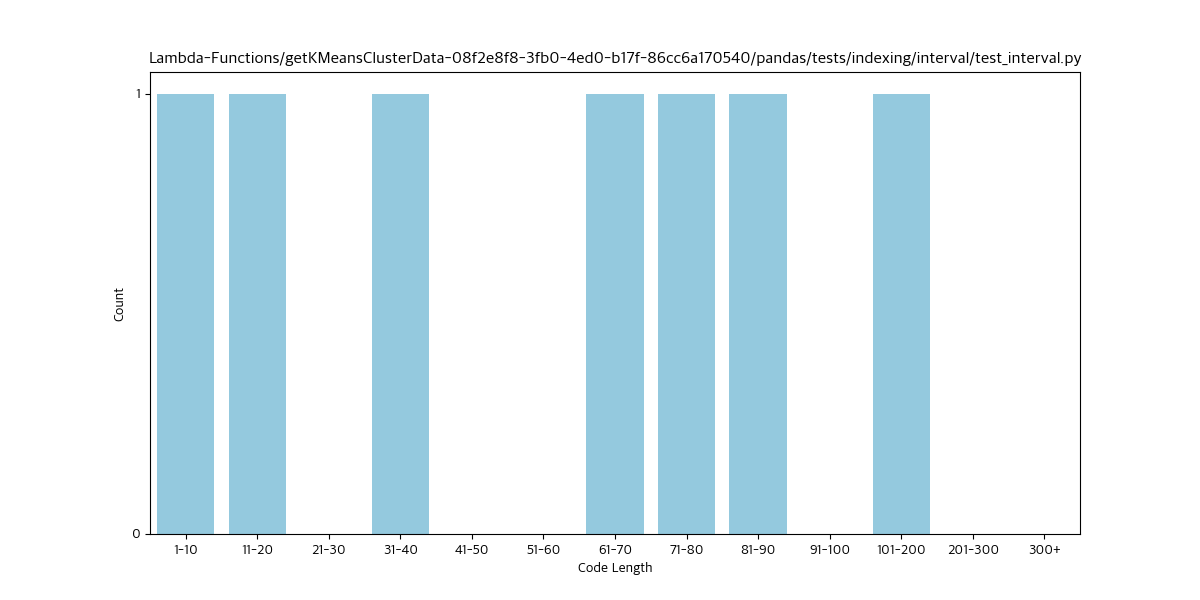 Lambda-Functions/getKMeansClusterData-08f2e8f8-3fb0-4ed0-b17f-86cc6a170540/pandas/tests/indexing/interval/test_interval.py
1
Count
0
1-10 11-20 21-30 31-40 41-50 51-60 61-70 71-80 81-90 91-100 101-200 201-300 300+
Code Length